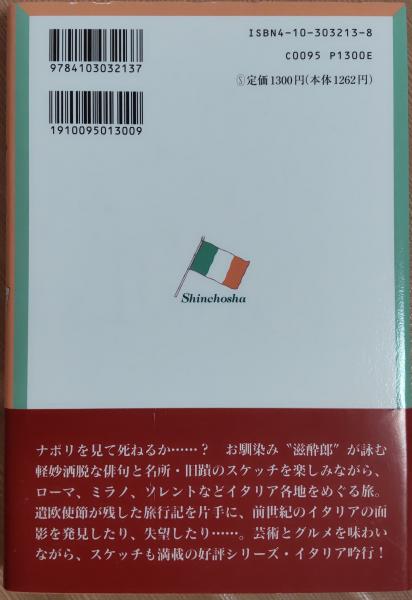 ISBN4-10-303213-8
C0095 P1300E
9784103032137
Ⓢ定価1300円(本体1262円)
1910095013009
Shinchosha
ナポリを見て死ねるか……? お馴染み〝滋酔郎〟が詠む
軽妙洒脱な俳句と名所・旧蹟のスケッチを楽しみながら、
ローマ、ミラノ、ソレントなどイタリア各地をめぐる旅。
遣欧使節が残した旅行記を片手に、前世紀のイタリアの面
影を発見したり、失望したり……。芸術とグルメを味わい
ながら、スケッチも満載の好評シリーズ・イタリア吟行!